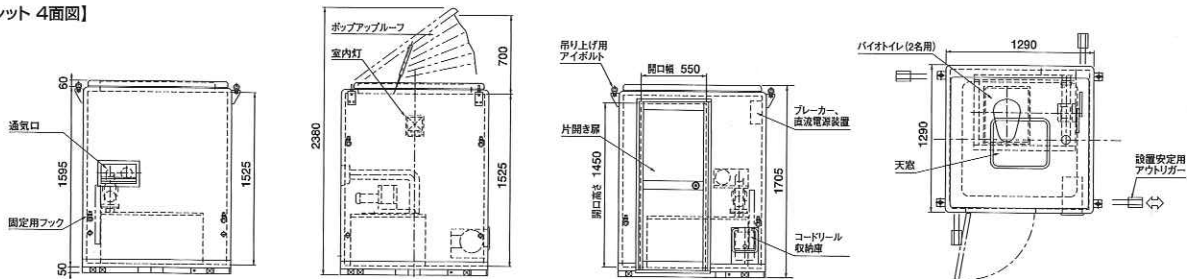 ット 4面図】
60
通気口
1595
固定用フック
50
1525
ポップアップルーフ
室内灯
700
2380
1525
吊り上げ用
アイボルト
開口幅 550
ブレーカー、
直流電源装置
片開き扉
開口高さ 1450
1705
コードリール
収納庫
バイオトイレ(2名用)
1290
1290
天窓
設置安定用
アウトリガー